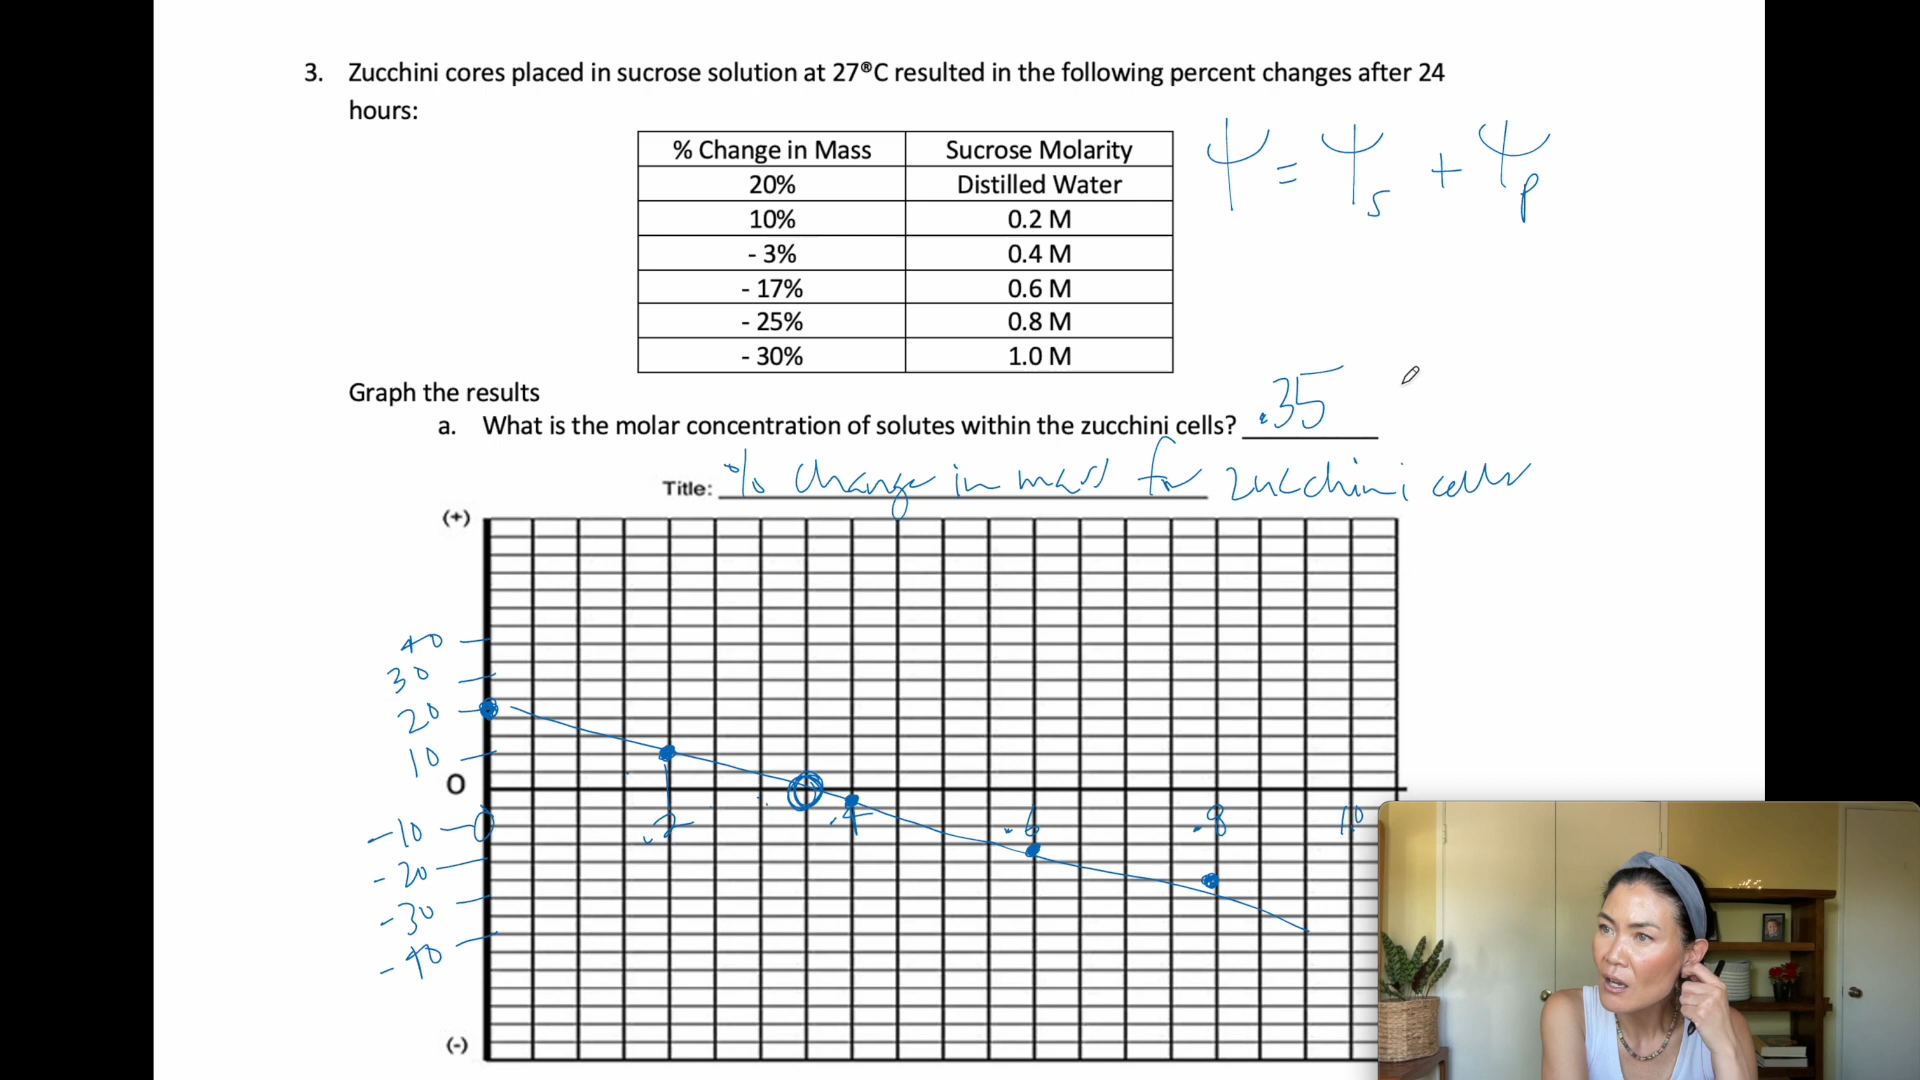 3. Zucchini cores placed in sucrose solution at 27®C resulted in the following percent changes after 24
hours:
% Change in Mass Sucrose Molarity
20% Distilled Water
10% 0.2 M
- 3% 0.4 M
- 17% 0.6 M
- 25% 0.8 M
- 30% 1.0 M
Ψ = Ψs + Ψp
Graph the results
a. What is the molar concentration of solutes within the zucchini cells? .35
Title: % change in mass for zucchini cells
(+)
40
30
20
10
0
-10 0 .2 .4 .6 .8 1.0
-20
-30
-40
(-)